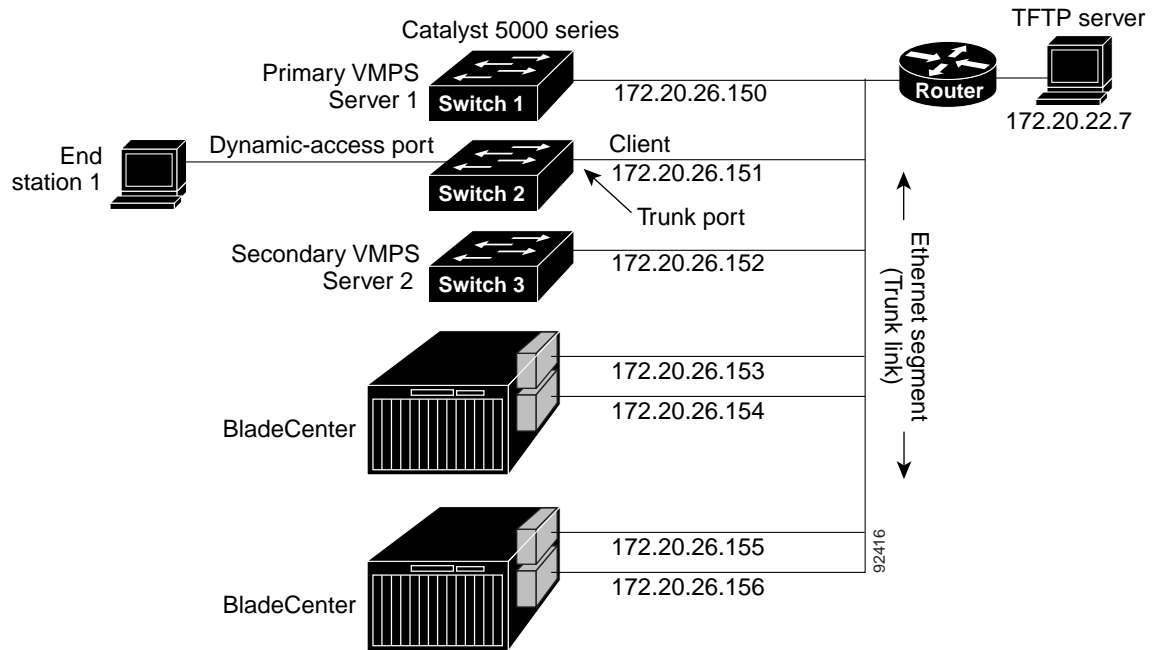 Catalyst 5000 series
TFTP server
Primary VMPS
Server 1
Switch 1
172.20.26.150
Router
172.20.22.7
End
station 1
Dynamic-access port
Switch 2
Client
172.20.26.151
Trunk port
Secondary VMPS
Server 2
Switch 3
172.20.26.152
Ethernet segment
(Trunk link)
BladeCenter
172.20.26.153
172.20.26.154
BladeCenter
172.20.26.155
172.20.26.156
92416